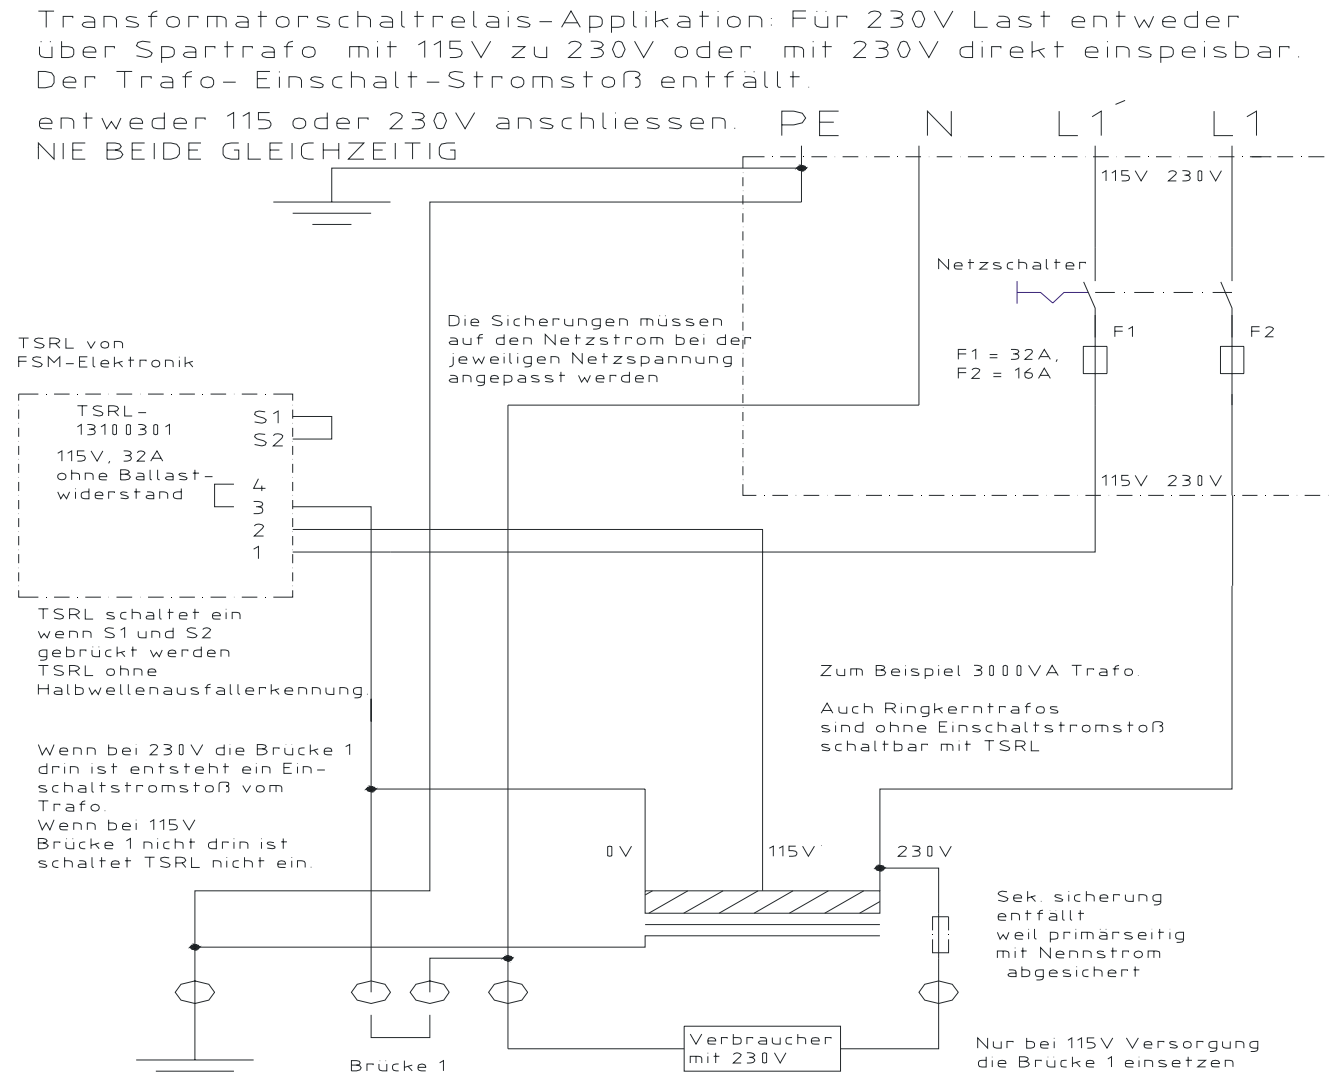 Transformatorschaltrelais-Applikation: Für 230V Last entweder
über Spartrafo mit 115V zu 230V oder mit 230V direkt einspeisbar.
Der Trafo- Einschalt-Stromstoß entfällt.
entweder 115 oder 230V anschliessen.
NIE BEIDE GLEICHZEITIG
PE N L1´ L1
115V 230V
Netzschalter
Die Sicherungen müssen
auf den Netzstrom bei der
jeweiligen Netzspannung
angepasst werden
F1
F2
F1 = 32A,
F2 = 16A
TSRL von
FSM-Elektronik
TSRL-
13100301
115V, 32A
ohne Ballast-
widerstand
S1
S2
4
3
2
1
115V 230V
TSRL schaltet ein
wenn S1 und S2
gebrückt werden
TSRL ohne
Halbwellenausfallerkennung.
Zum Beispiel 3000VA Trafo.
Auch Ringkerntrafos
sind ohne Einschaltstromstoß
schaltbar mit TSRL
Wenn bei 230V die Brücke 1
drin ist entsteht ein Ein-
schaltstromstoß vom
Trafo.
Wenn bei 115V
Brücke 1 nicht drin ist
schaltet TSRL nicht ein.
0V 115V 230V
Sek. sicherung
entfällt
weil primärseitig
mit Nennstrom
abgesichert
Verbraucher
mit 230V
Brücke 1
Nur bei 115V Versorgung
die Brücke 1 einsetzen